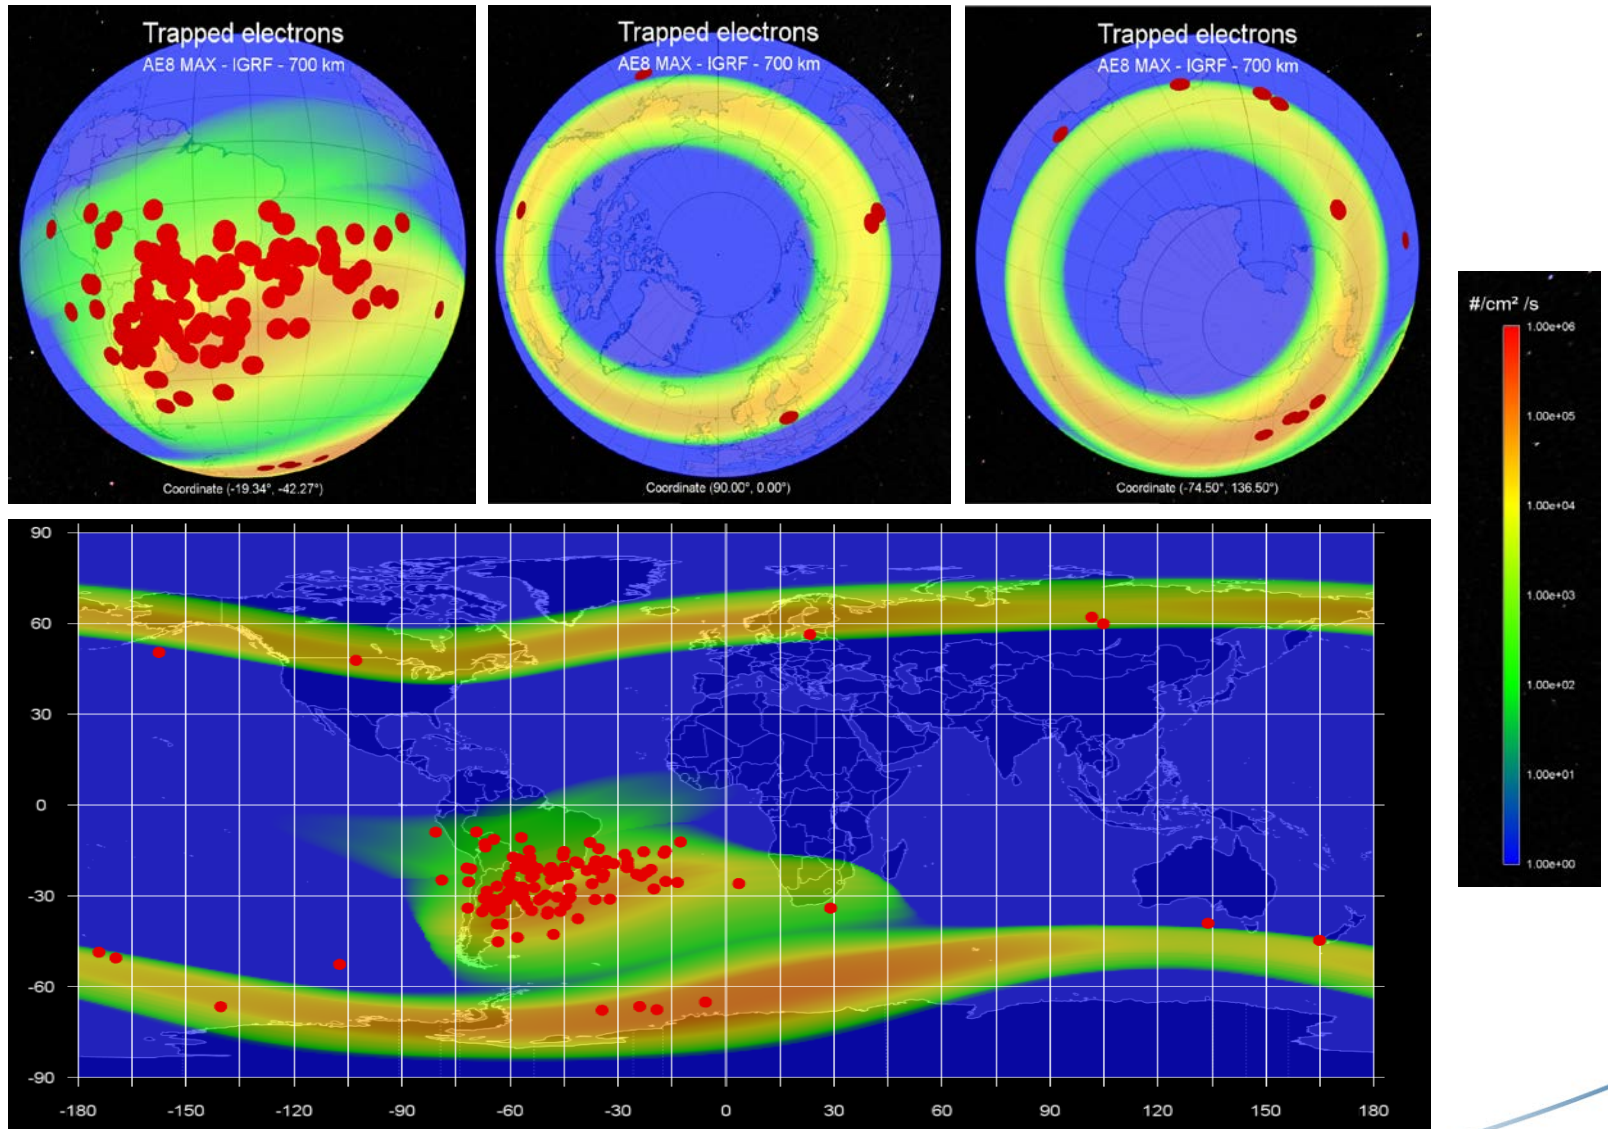 Trapped electrons
AE8 MAX - IGRF - 700 km
Coordinate (-19.34°, -42.27°)
Trapped electrons
AE8 MAX - IGRF - 700 km
Coordinate (90.00°, 0.00°)
Trapped electrons
AE8 MAX - IGRF - 700 km
Coordinate (-74.50°, 136.50°)
#/cm² /s
1.00e+06
1.00e+05
1.00e+04
1.00e+03
1.00e+02
1.00e+01
1.00e+00
90
60
30
0
-30
-60
-90
-180 -150 -120 -90 -60 -30 0 30 60 90 120 150 180